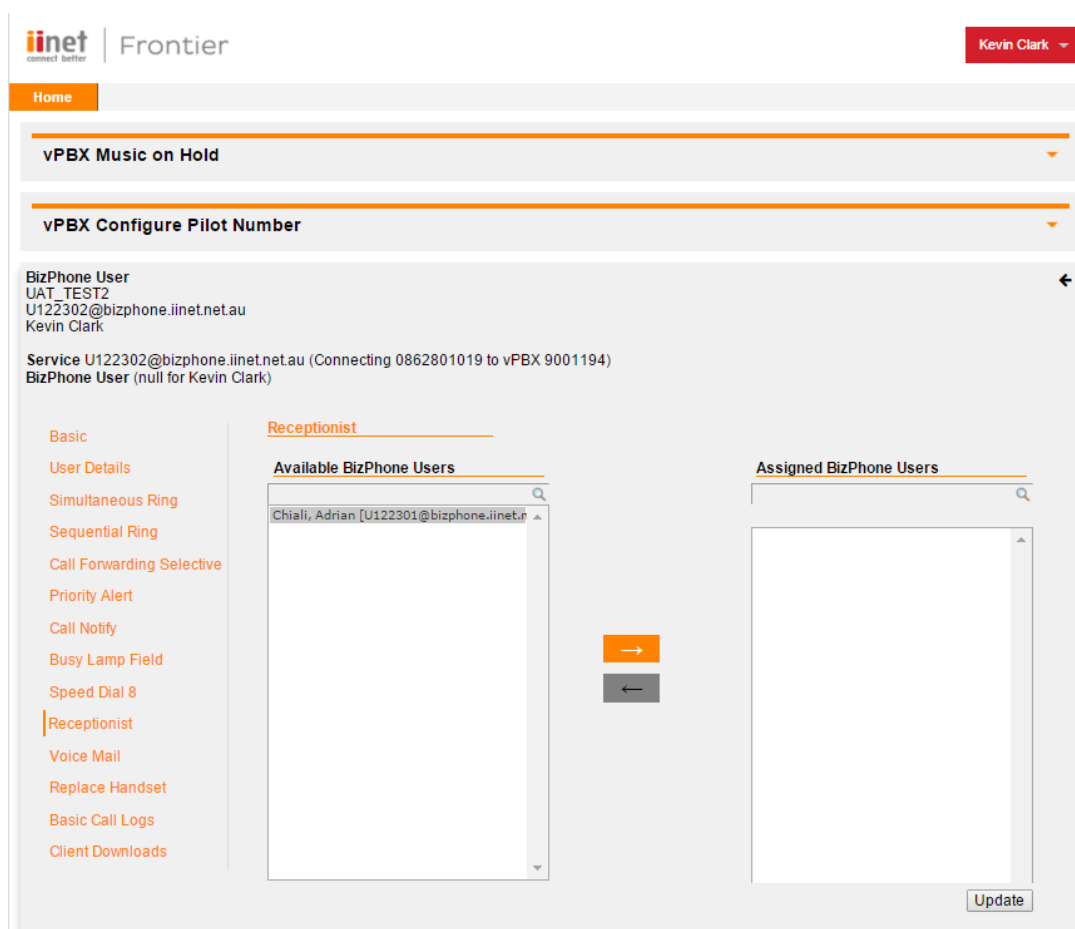 iinet
connect better
Frontier
Kevin Clark
Home
vPBX Music on Hold
vPBX Configure Pilot Number
BizPhone User
UAT_TEST2
U122302@bizphone.iinet.net.au
Kevin Clark
Service U122302@bizphone.iinet.net.au (Connecting 0862801019 to vPBX 9001194)
BizPhone User (null for Kevin Clark)
Basic
User Details
Simultaneous Ring
Sequential Ring
Call Forwarding Selective
Priority Alert
Call Notify
Busy Lamp Field
Speed Dial 8
Receptionist
Voice Mail
Replace Handset
Basic Call Logs
Client Downloads
Receptionist
Available BizPhone Users
Chiali, Adrian [U122301@bizphone.iinet.n
→
←
Assigned BizPhone Users
Update